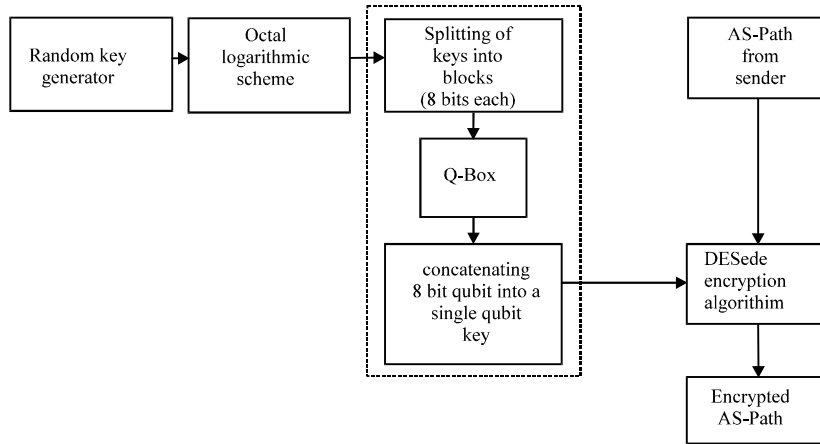 Random key
generator
Octal
logarithmic
scheme
Splitting of
keys into
blocks
(8 bits each)
Q-Box
concatenating
8 bit qubit into a
single qubit
key
AS-Path
from
sender
DESede
encryption
algorithim
Encrypted
AS-Path